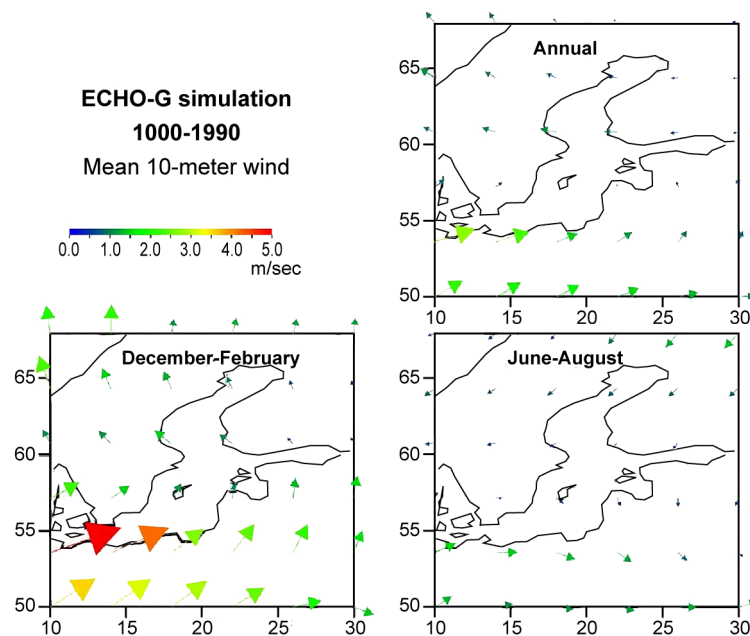 Annual
ECHO-G simulation
1000-1990
Mean 10-meter wind
0.0 1.0 2.0 3.0 4.0 5.0
m/sec
65
60
55
50
10 15 20 25 30
December-February
65
60
55
50
10 15 20 25 30
June-August
65
60
55
50
10 15 20 25 30